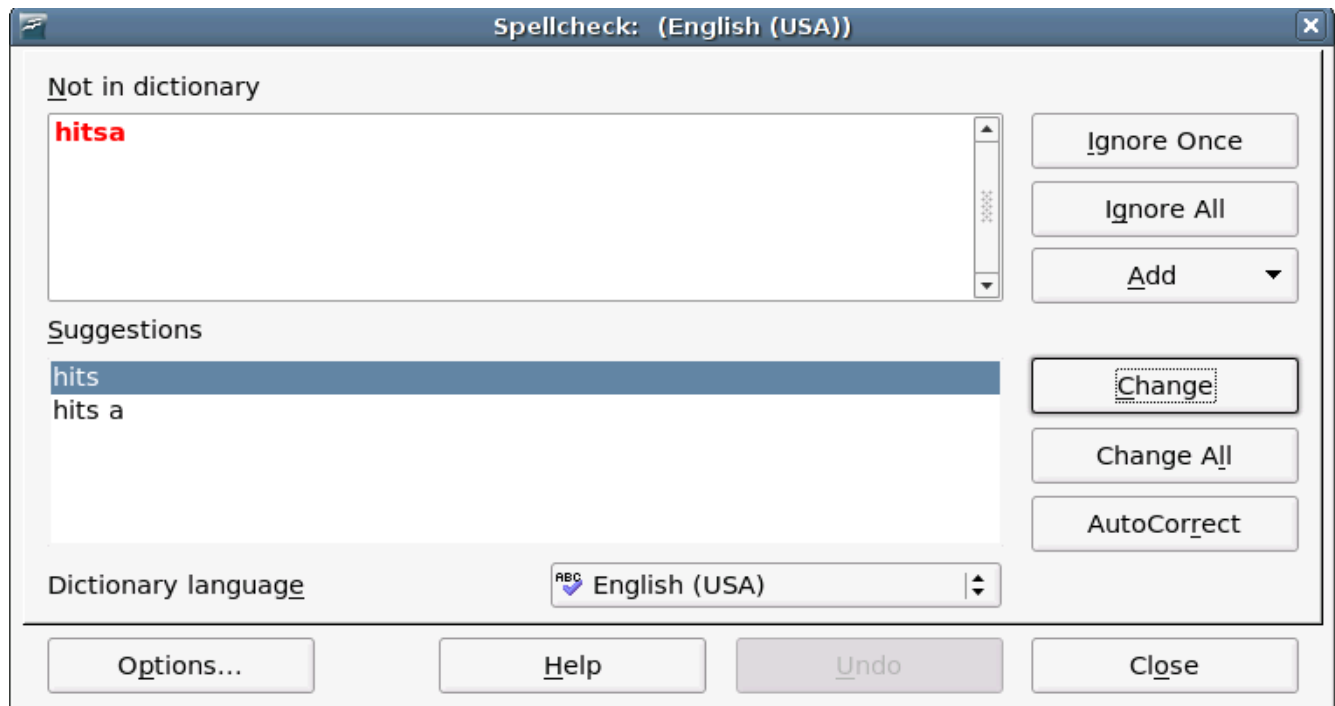 Spellcheck: (English (USA))
Not in dictionary
hitsa
Ignore Once
Ignore All
Add
Suggestions
hits
hits a
Change
Change All
AutoCorrect
Dictionary language
ABC English (USA)
Options...
Help
Undo
Close